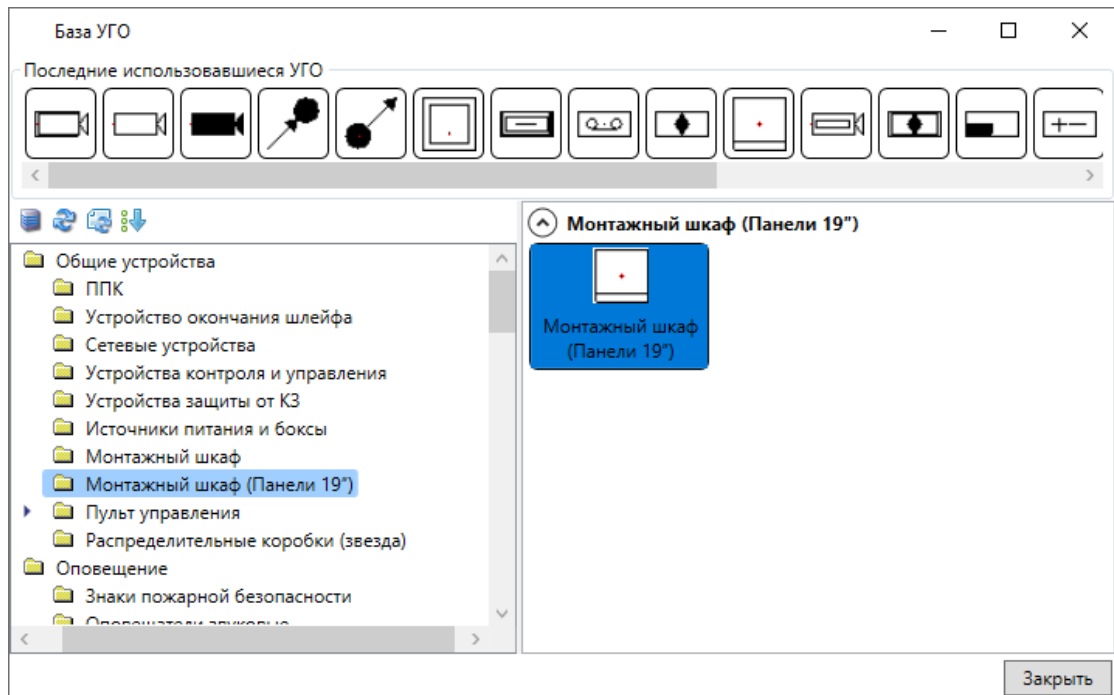 База УГО
Последние использовавшиеся УГО
Общие устройства
ППК
Устройство окончания шлейфа
Сетевые устройства
Устройства контроля и управления
Устройства защиты от КЗ
Источники питания и боксы
Монтажный шкаф
Монтажный шкаф (Панели 19")
Пульт управления
Распределительные коробки (звезда)
Оповещение
Знаки пожарной безопасности
Оповещатели звуковые
Монтажный шкаф (Панели 19")
Монтажный шкаф
(Панели 19")
Закрыть